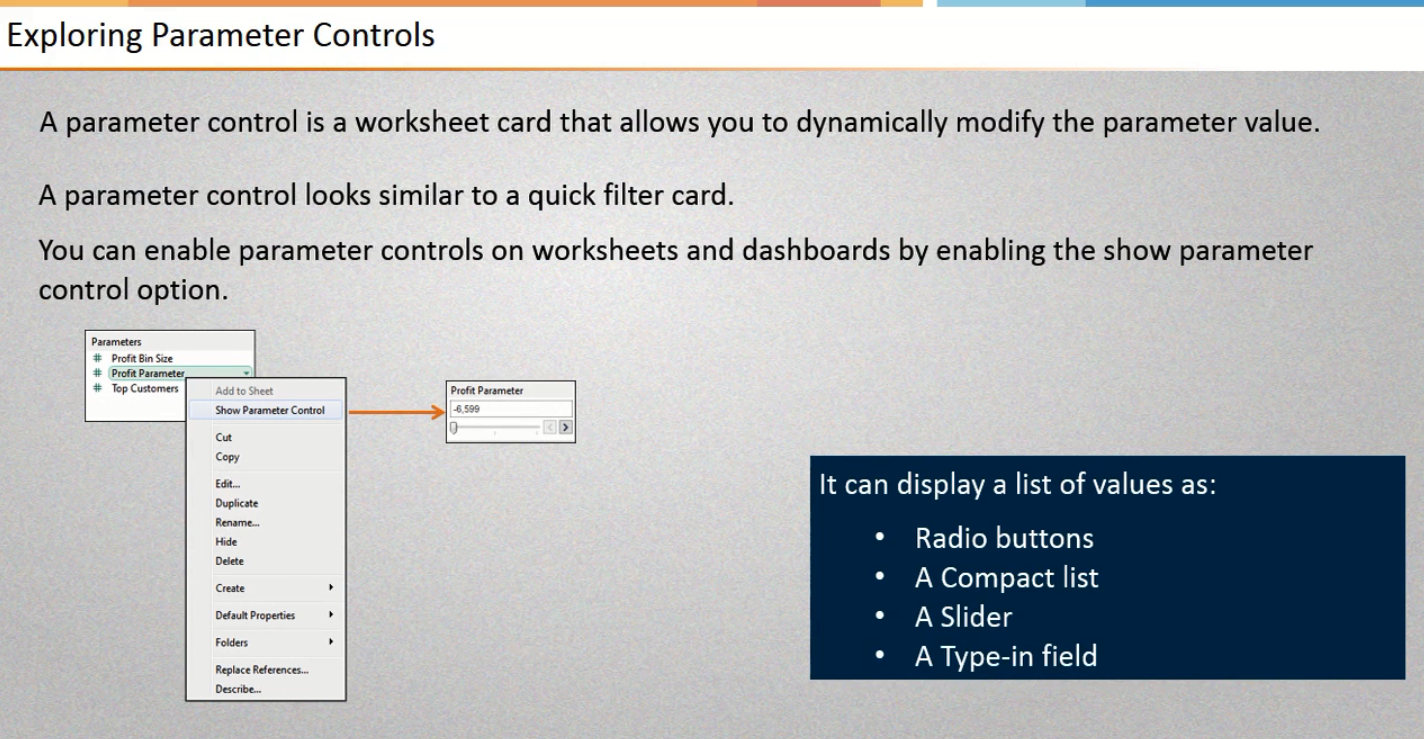 Exploring Parameter Controls
A parameter control is a worksheet card that allows you to dynamically modify the parameter value.
A parameter control looks similar to a quick filter card.
You can enable parameter controls on worksheets and dashboards by enabling the show parameter
control option.
Parameters
# Profit Bin Size
# Profit Parameter
# Top Customers
Add to Sheet
Show Parameter Control
Cut
Copy
Edit...
Duplicate
Rename...
Hide
Delete
Create
Default Properties
Folders
Replace References...
Describe...
Profit Parameter
-6,599
It can display a list of values as:
• Radio buttons
• A Compact list
• A Slider
• A Type-in field